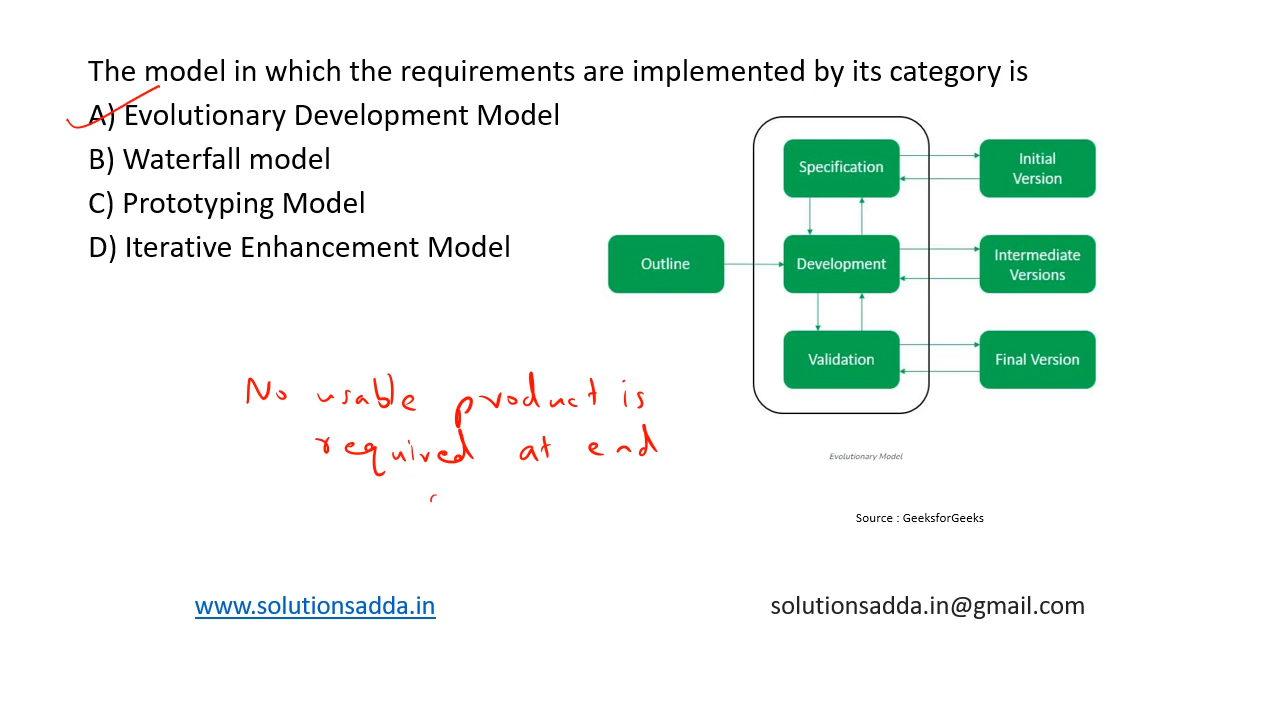 The model in which the requirements are implemented by its category is
A) Evolutionary Development Model
B) Waterfall model
C) Prototyping Model
D) Iterative Enhancement Model
Specification
Initial
Version
Outline
Development
Intermediate
Versions
Validation
Final Version
No usable product is
required at end
Evolutionary Model
Source : GeeksforGeeks
www.solutionsadda.in
solutionsadda.in@gmail.com